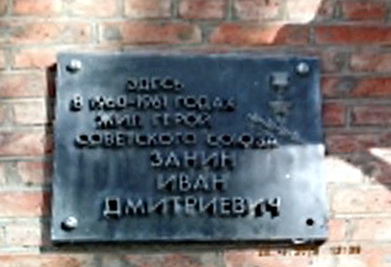 ЗДЕСЬ
В 1960-1961 ГОДАХ
ЖИЛ ГЕРОЙ
СОВЕТСКОГО СОЮЗА
ЗАНИН
ИВАН
ДМИТРИЕВИЧ